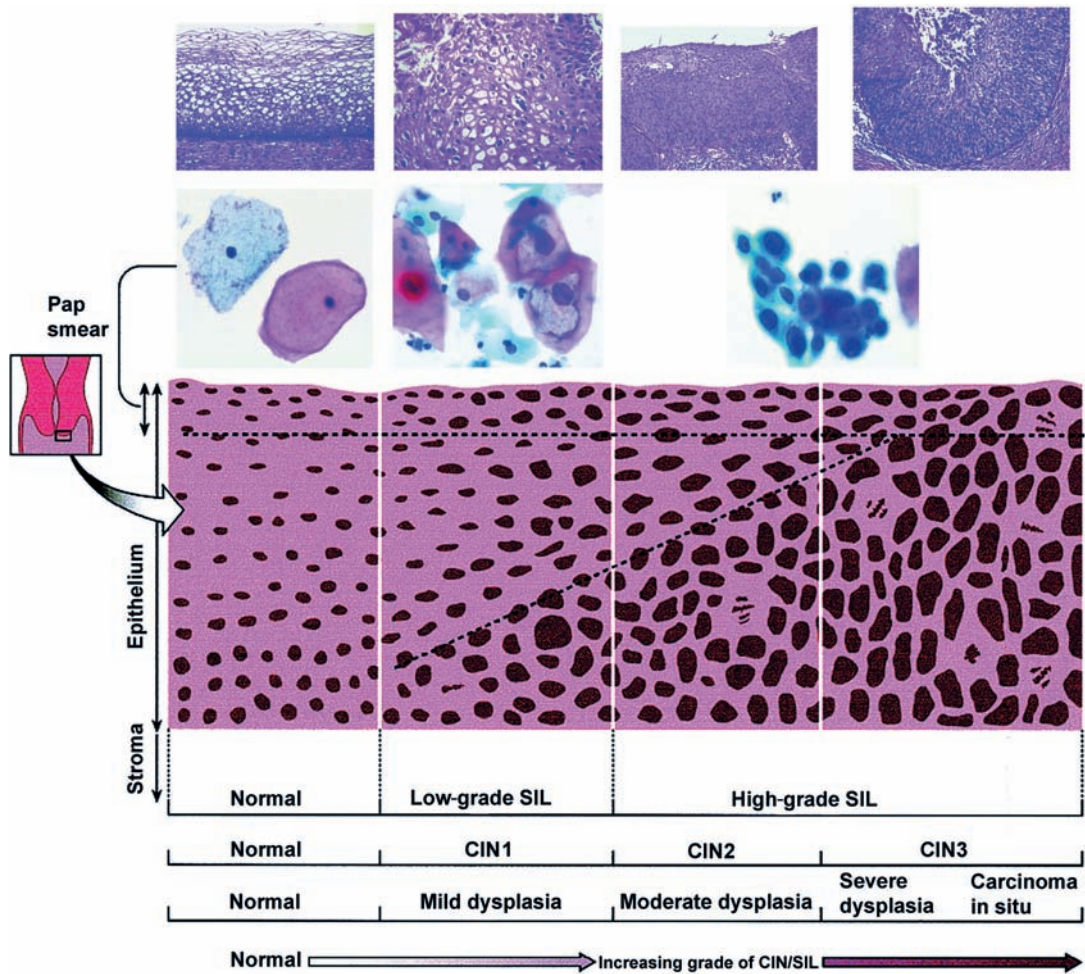 Pap
smear
Epithelium
Stroma
Normal
Low-grade SIL
High-grade SIL
Normal
CIN1
CIN2
CIN3
Normal
Mild dysplasia
Moderate dysplasia
Severe
dysplasia
Carcinoma
in situ
Normal
Increasing grade of CIN/SIL